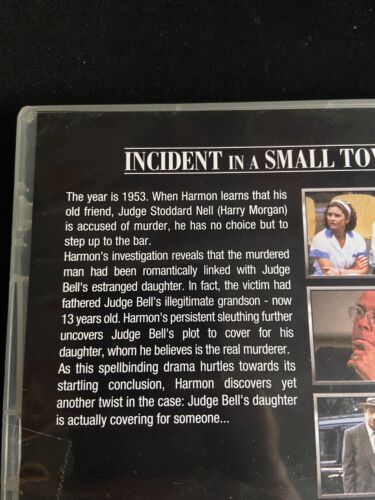 INCIDENT IN A SMALL TO
The year is 1953. When Harmon learns that his
old friend, Judge Stoddard Nell (Harry Morgan)
is accused of murder, he has no choice but to
step up to the bar.
Harmon's investigation reveals that the murdered
man had been romantically linked with Judge
Bell's estranged daughter. In fact, the victim had
fathered Judge Bell's illegitimate grandson - now
13 years old. Harmon's persistent sleuthing further
uncovers Judge Bell's plot to cover for his
daughter, whom he believes is the real murderer.
As this spellbinding drama hurtles towards its
startling conclusion, Harmon discovers yet
another twist in the case: Judge Bell's daughter
is actually covering for someone...